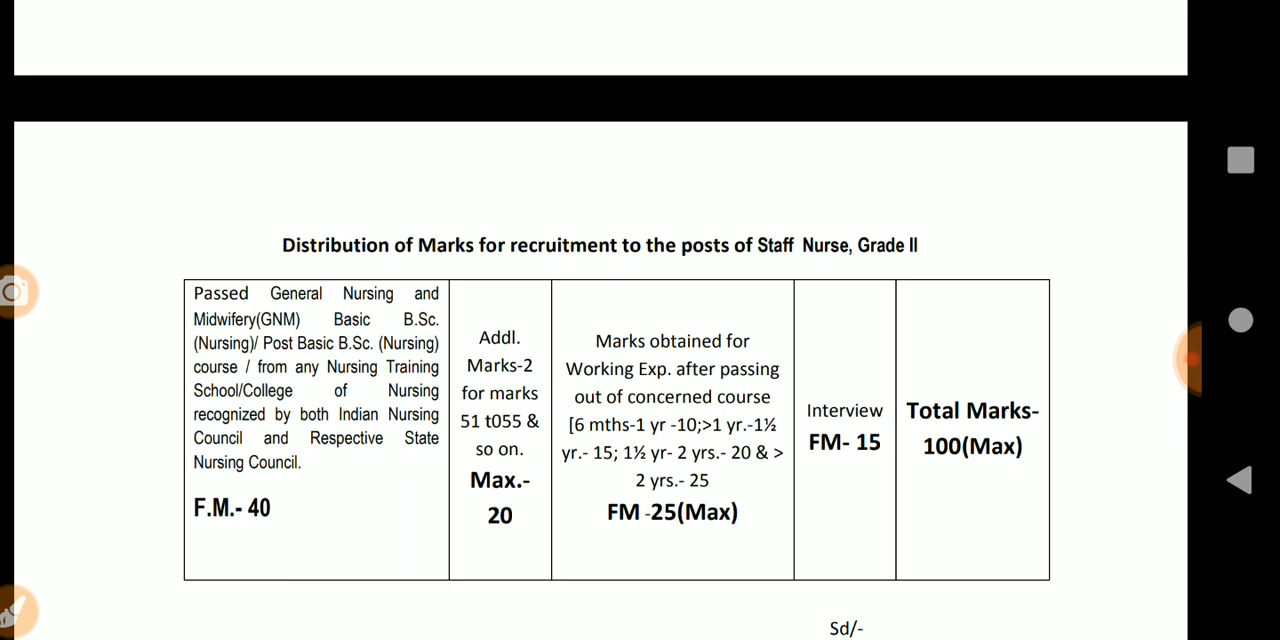 Distribution of Marks for recruitment to the posts of Staff Nurse, Grade II
Passed General Nursing and
Midwifery(GNM) Basic B.Sc.
(Nursing)/ Post Basic B.Sc. (Nursing)
course / from any Nursing Training
School/College of Nursing
recognized by both Indian Nursing
Council and Respective State
Nursing Council.
F.M.- 40
Addl.
Marks-2
for marks
51 t055 &
so on.
Max.-
20
Marks obtained for
Working Exp. after passing
out of concerned course
[6 mths-1 yr -10;>1 yr.-1½
yr.- 15; 1½ yr- 2 yrs.- 20 & >
2 yrs.- 25
FM -25(Max)
Interview
FM- 15
Total Marks-
100(Max)
Sd/-